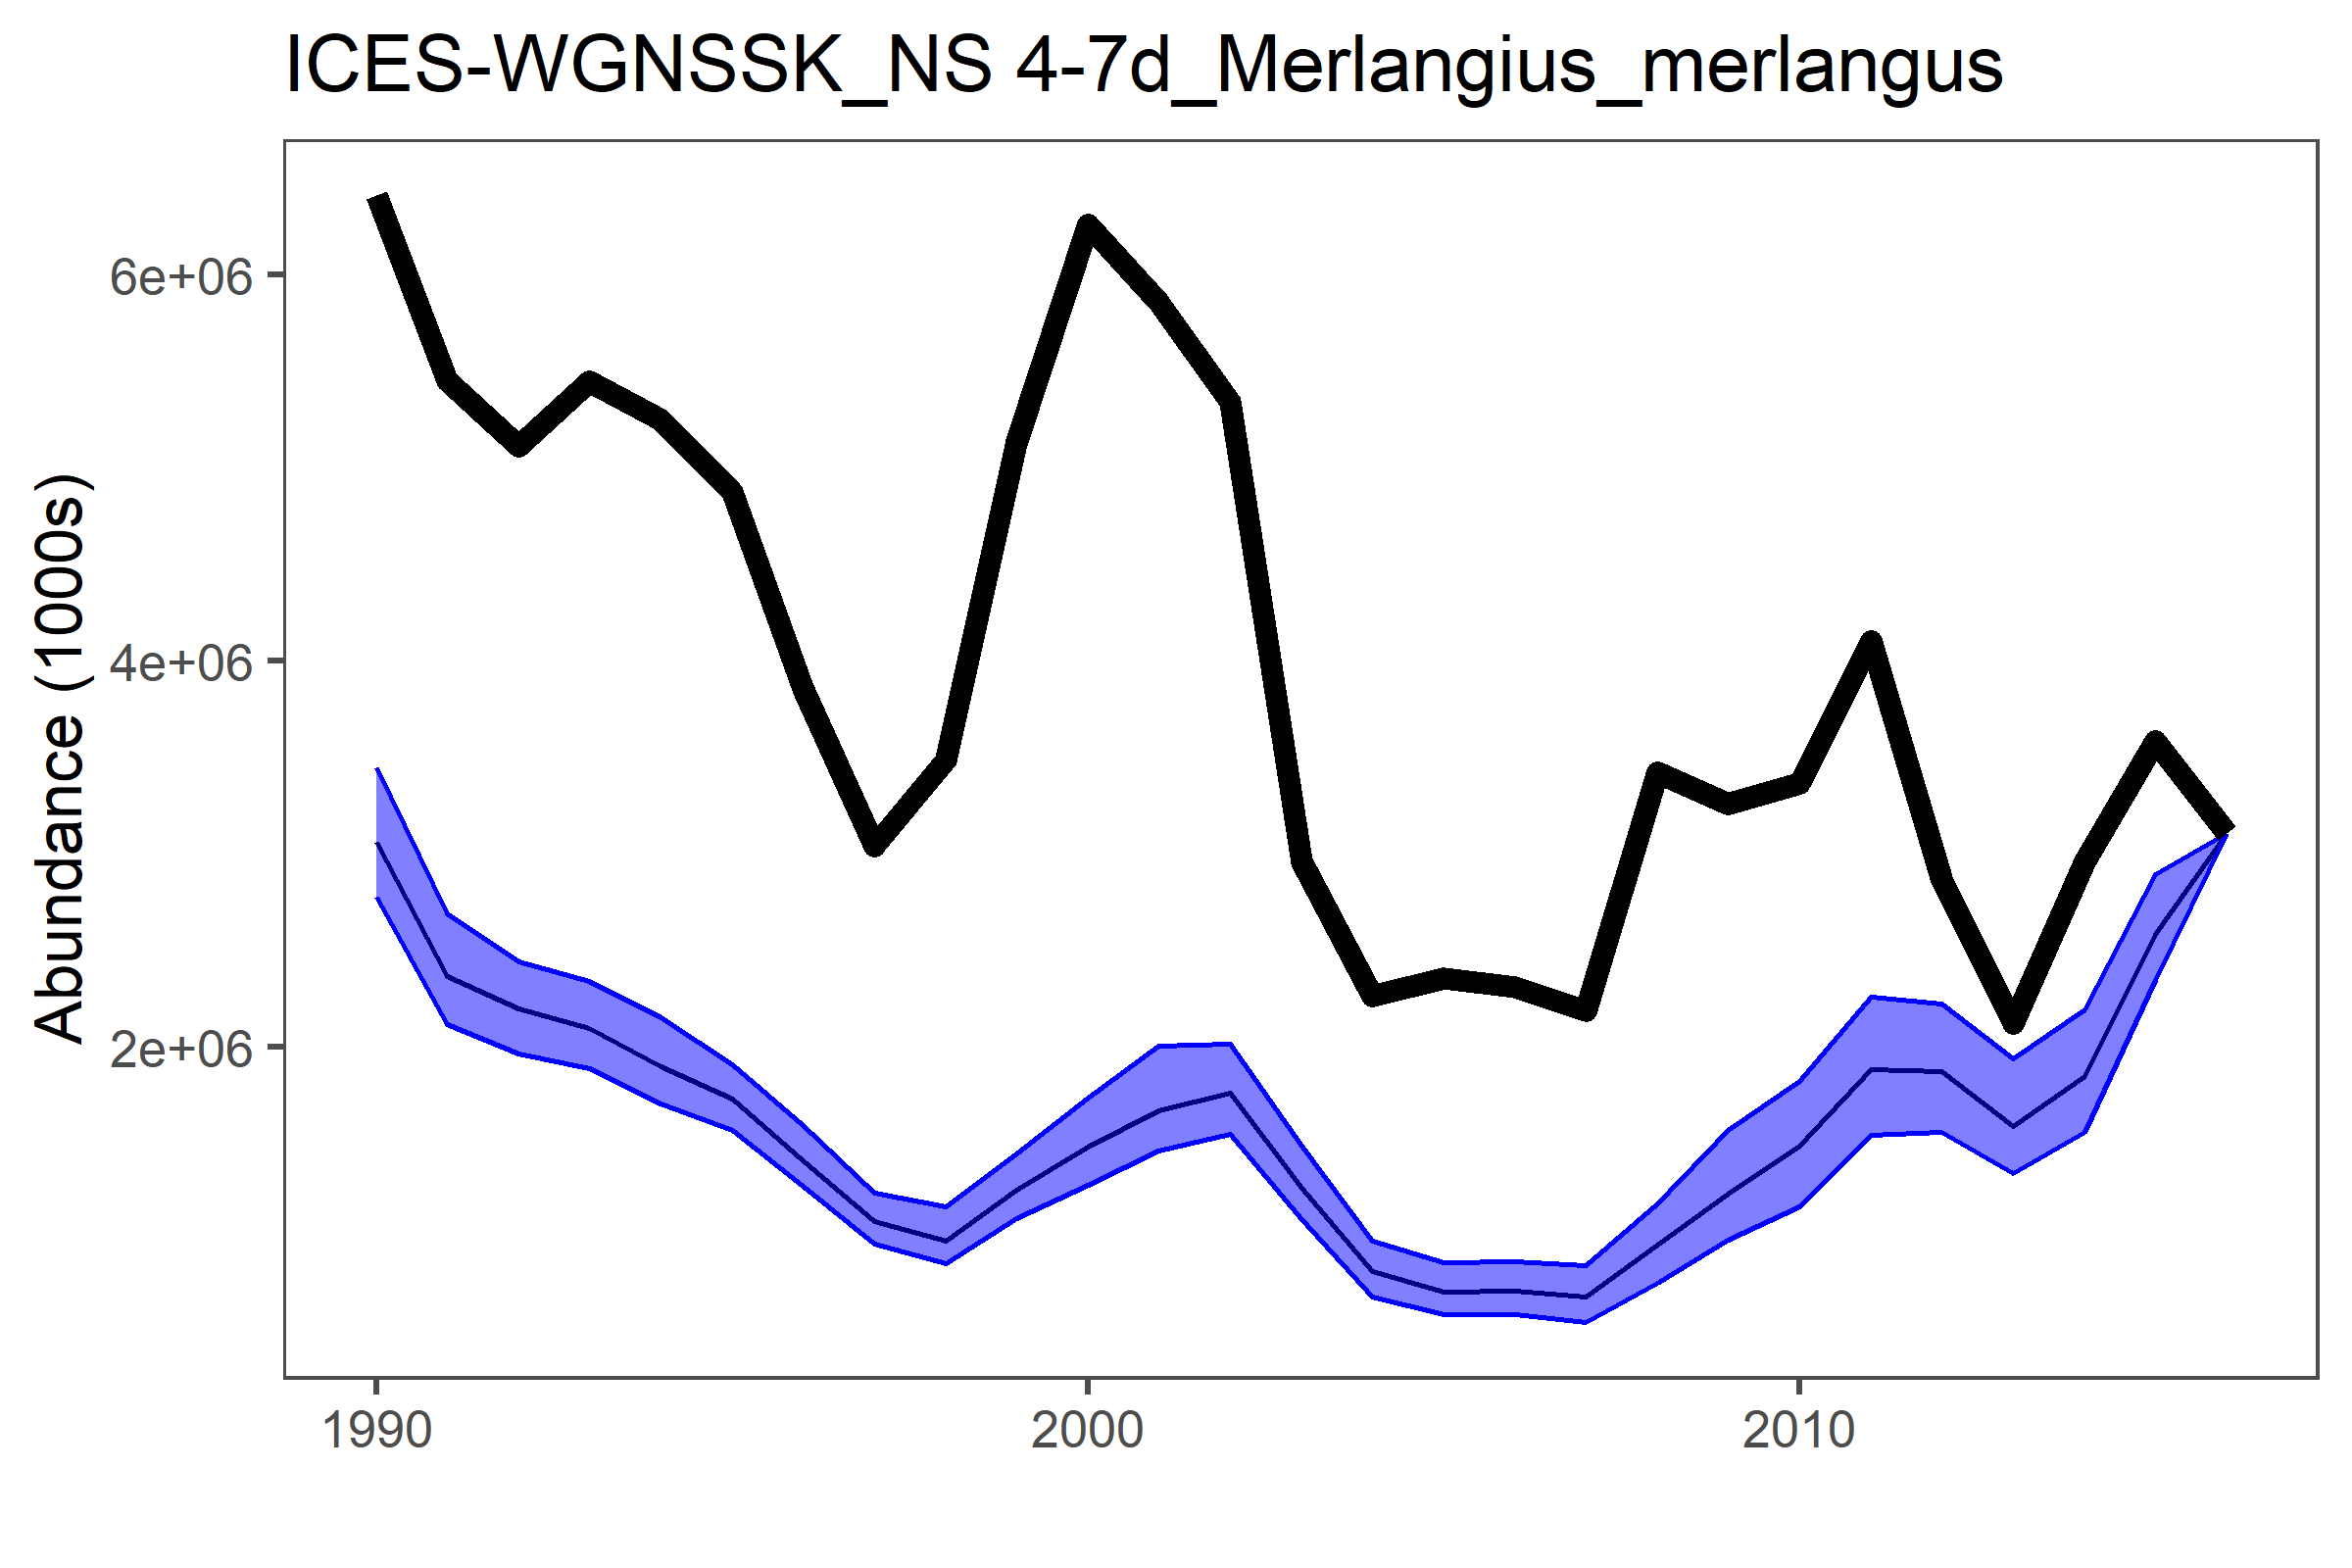 ICES-WGNSSK_NS 4-7d_Merlangius_merlangus
Abundance (1000s)
6e+06
4e+06
2e+06
1990
2000
2010